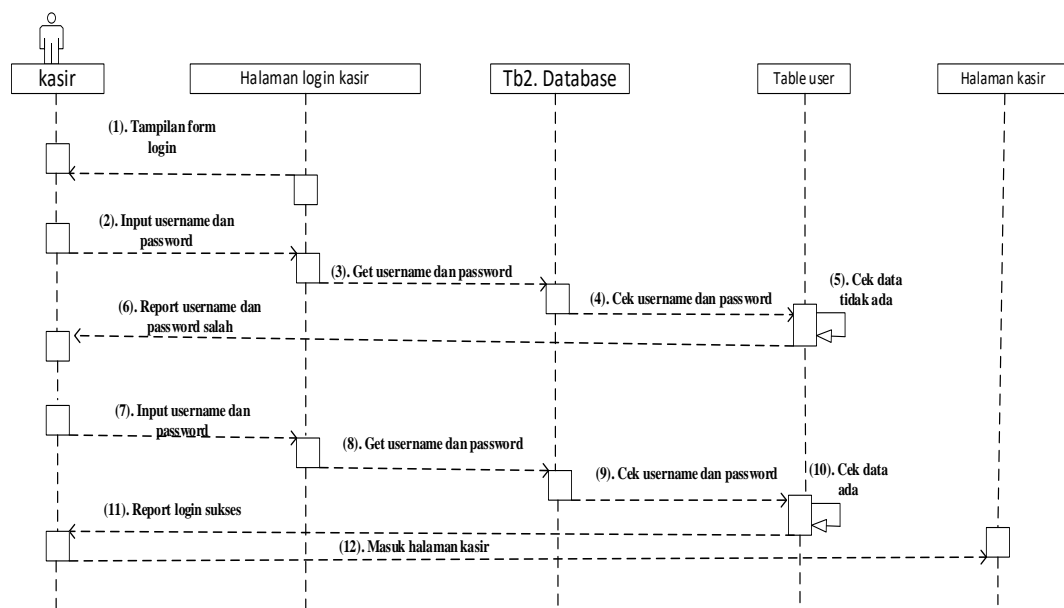 kasir
Halaman login kasir
Tb2. Database
Table user
Halaman kasir
(1). Tampilan form
login
(2). Input username dan
password
(3). Get username dan password
(4). Cek username dan password
(5). Cek data
tidak ada
(6). Report username dan
password salah
(7). Input username dan
password
(8). Get username dan password
(9). Cek username dan password
(10). Cek data
ada
(11). Report login sukses
(12). Masuk halaman kasir